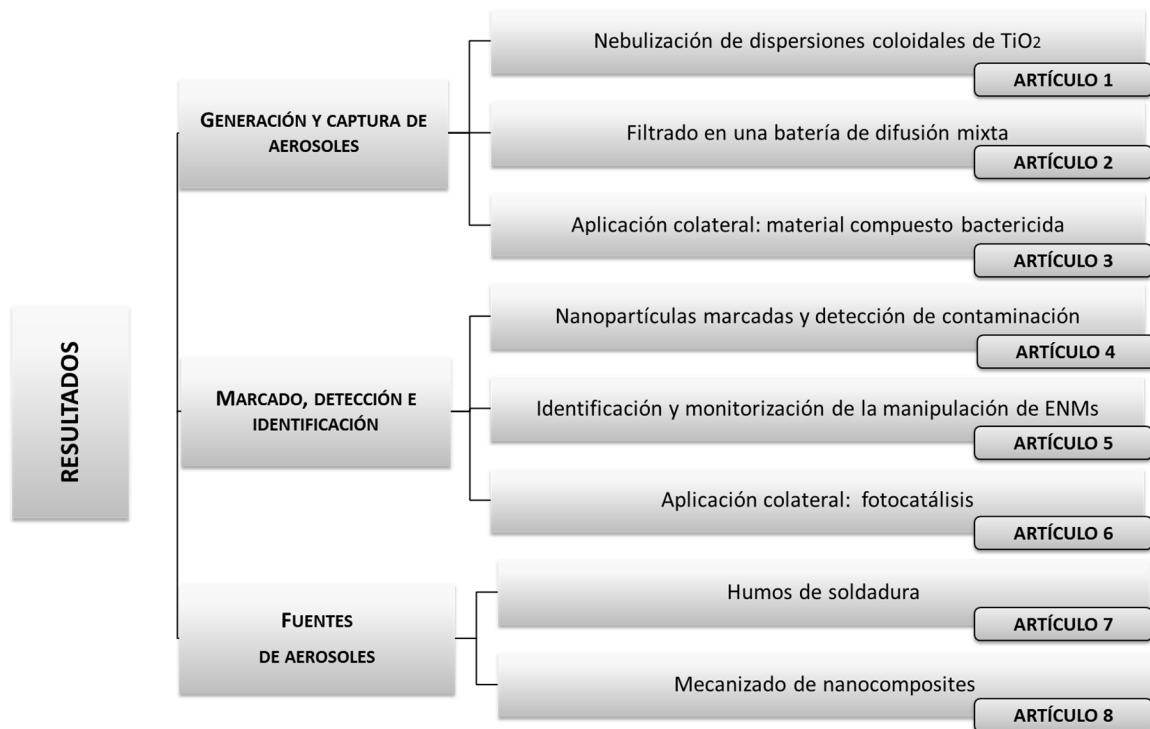 RESULTADOS
GENERACIÓN Y CAPTURA DE
AEROSOLES
Nebulización de dispersiones coloidales de TiO2
ARTÍCULO 1
Filtrado en una batería de difusión mixta
ARTÍCULO 2
Aplicación colateral: material compuesto bactericida
ARTÍCULO 3
MARCADO, DETECCIÓN E
IDENTIFICACIÓN
Nanopartículas marcadas y detección de contaminación
ARTÍCULO 4
Identificación y monitorización de la manipulación de ENMs
ARTÍCULO 5
Aplicación colateral: fotocatálisis
ARTÍCULO 6
FUENTES
DE AEROSOLES
Humos de soldadura
ARTÍCULO 7
Mecanizado de nanocomposites
ARTÍCULO 8